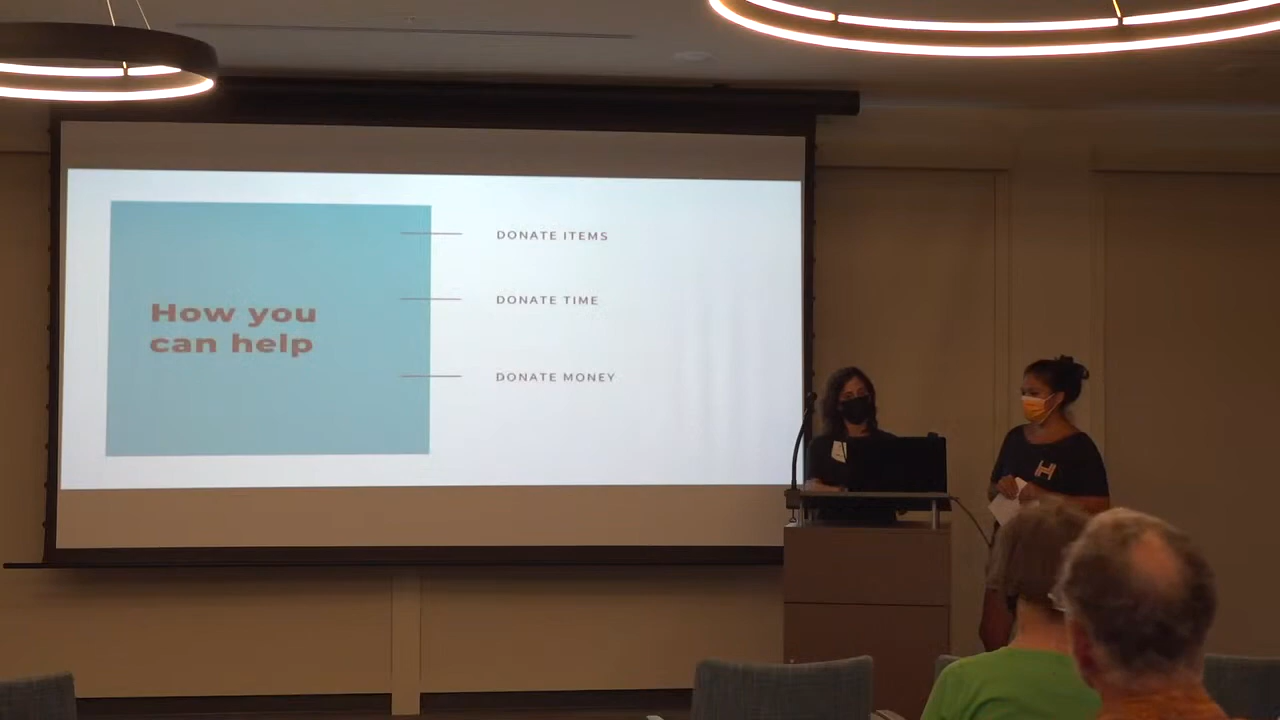 How you
can help
DONATE ITEMS
DONATE TIME
DONATE MONEY
H